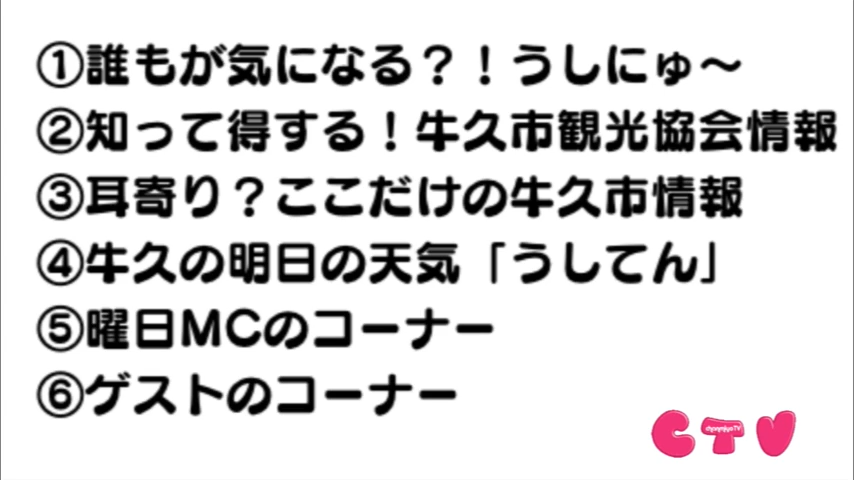 ①誰もが気になる？！うしにゅ～
②知って得する！牛久市観光協会情報
③耳寄り？ここだけの牛久市情報
④牛久の明日の天気「うしてん」
⑤曜日MCのコーナー
⑥ゲストのコーナー
CTV